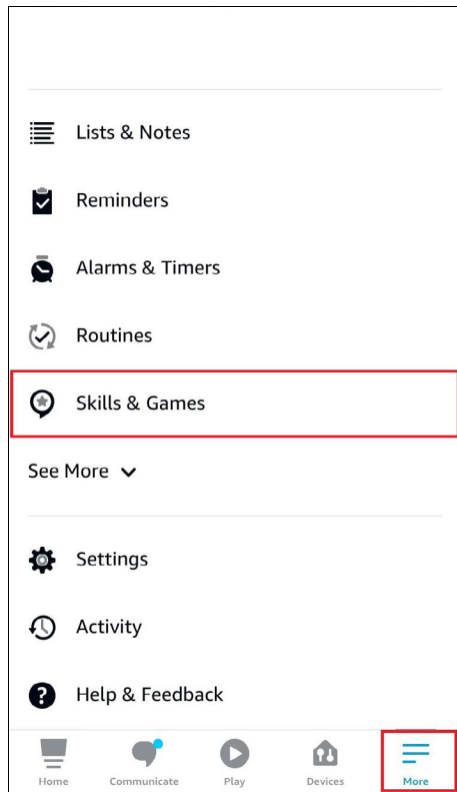 Lists & Notes
Reminders
Alarms & Timers
Routines
Skills & Games
See More
Settings
Activity
Help & Feedback
Home Communicate Play Devices More